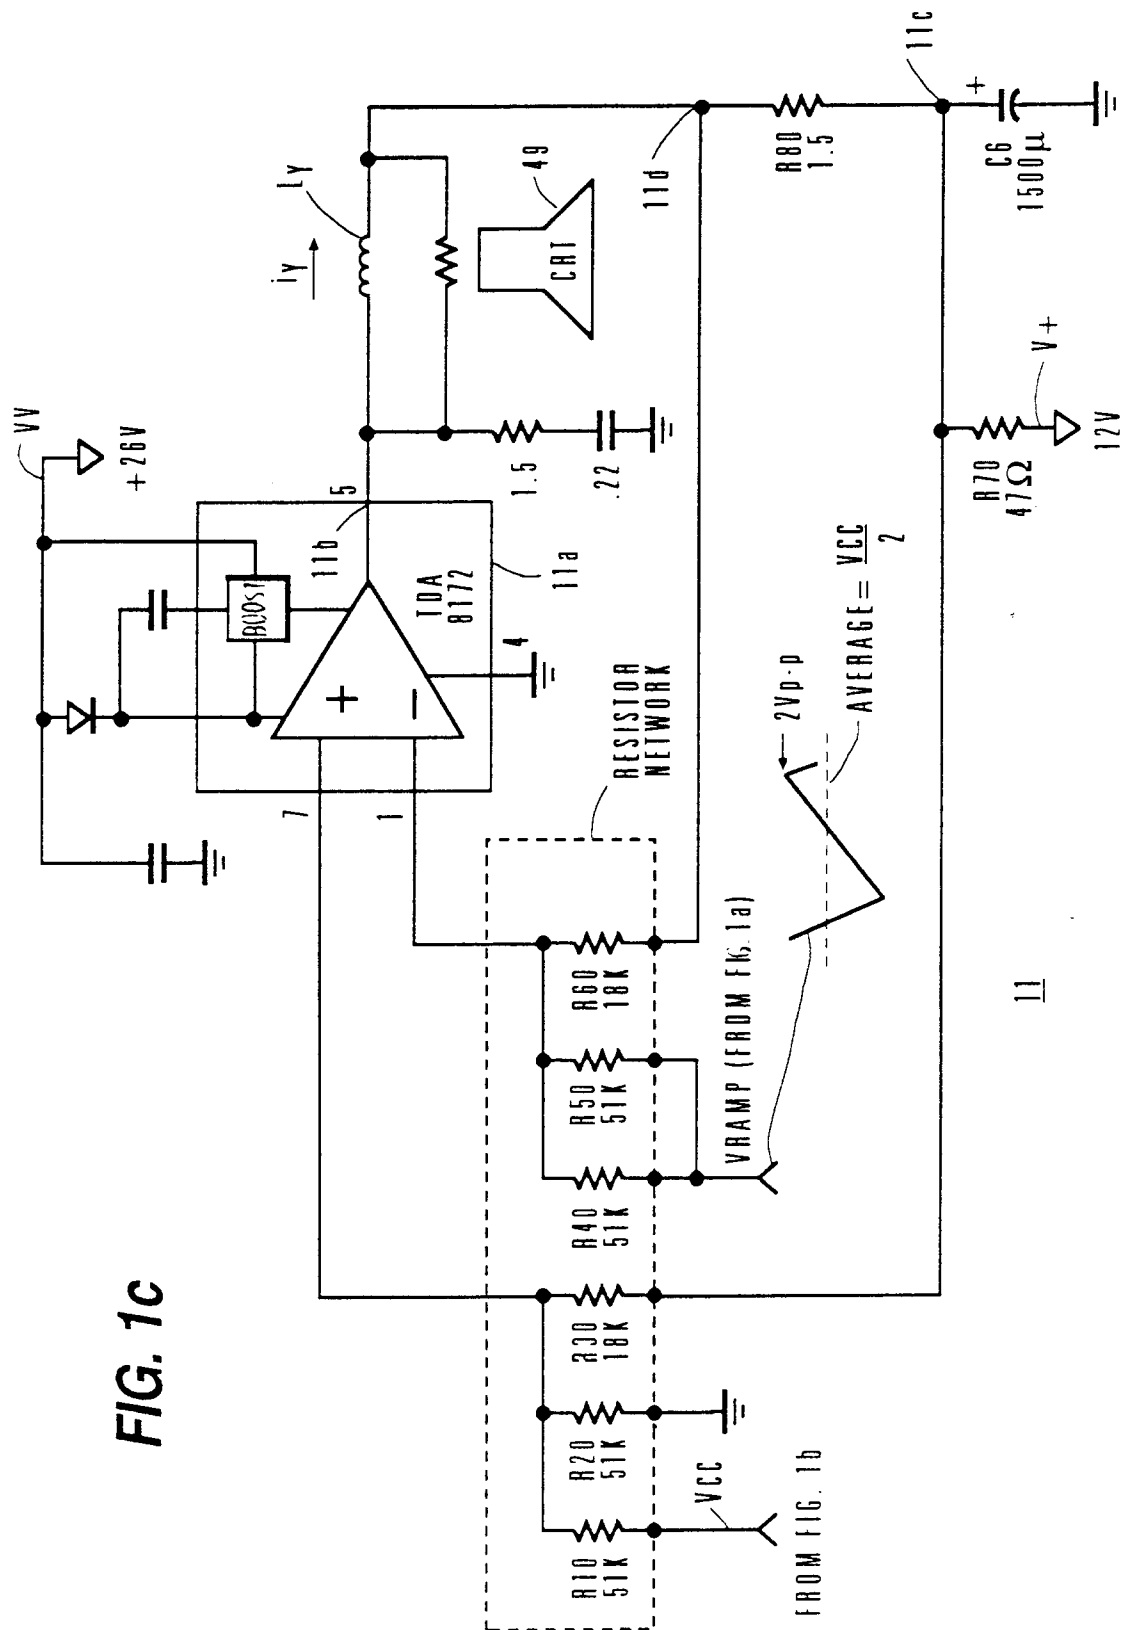 FIG. 1c
VV
+26V
BOOST
11b
5
TDA
8172
11a
+
−
4
7
1
iY
LY
CRT
49
1.5
.22
11d
R80
1.5
11c
+
C6
1500µ
V+
R70
47Ω
12V
RESISTOR
NETWORK
R10
51K
R20
51K
R30
18K
R40
51K
R50
51K
R60
18K
VCC
FROM FIG. 1b
VRAMP (FROM FIG. 1a)
2Vp-p
AVERAGE = VCC
2
11